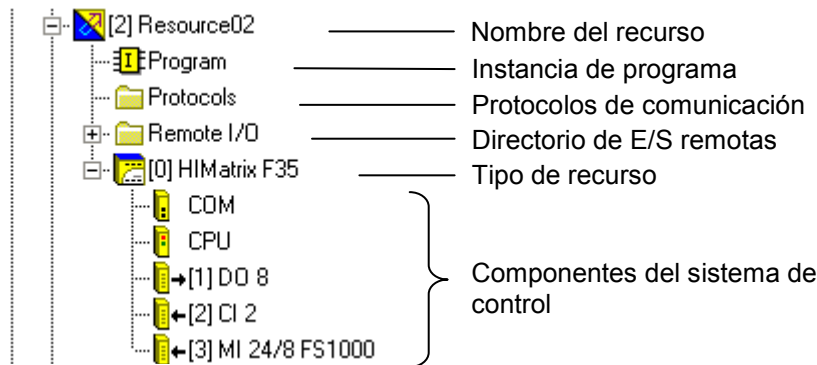 [2] Resource02 Nombre del recurso
Program Instancia de programa
Protocols Protocolos de comunicación
Remote I/O Directorio de E/S remotas
[0] HIMatrix F35 Tipo de recurso
COM
CPU
[1] DO 8
[2] CI 2
[3] MI 24/8 FS1000
Componentes del sistema de
control